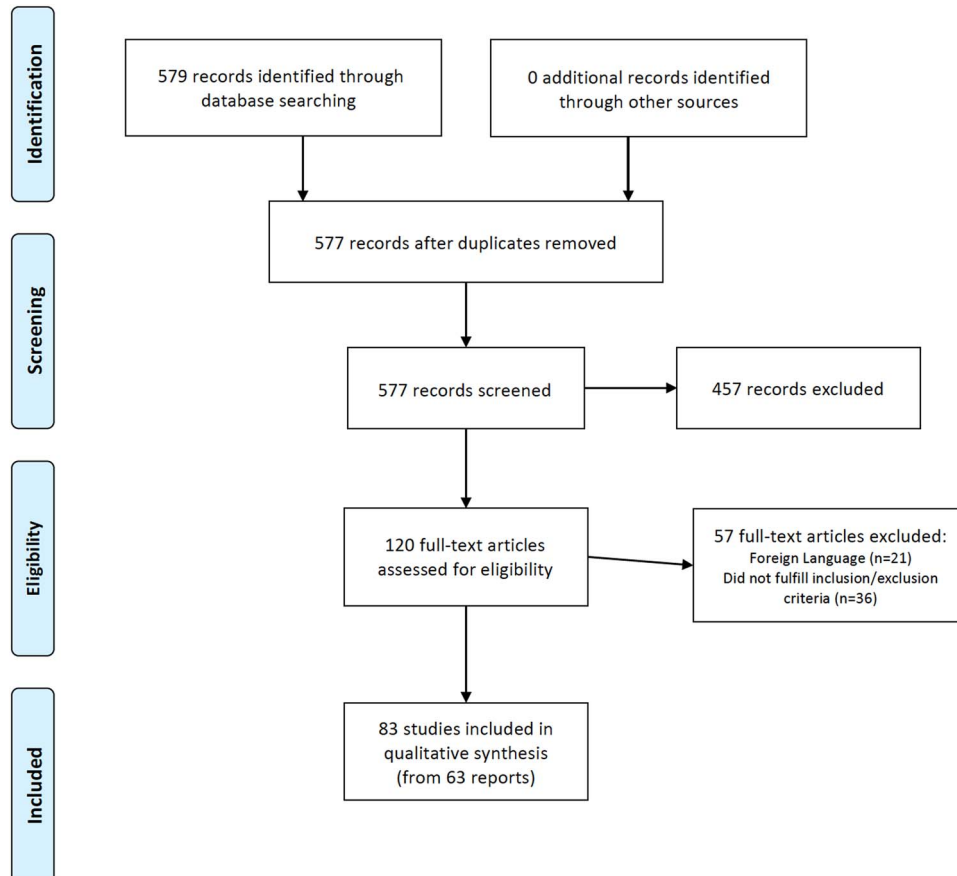 Identification
579 records identified through
database searching
0 additional records identified
through other sources
577 records after duplicates removed
Screening
577 records screened
457 records excluded
Eligibility
120 full-text articles
assessed for eligibility
57 full-text articles excluded:
Foreign Language (n=21)
Did not fulfill inclusion/exclusion
criteria (n=36)
Included
83 studies included in
qualitative synthesis
(from 63 reports)